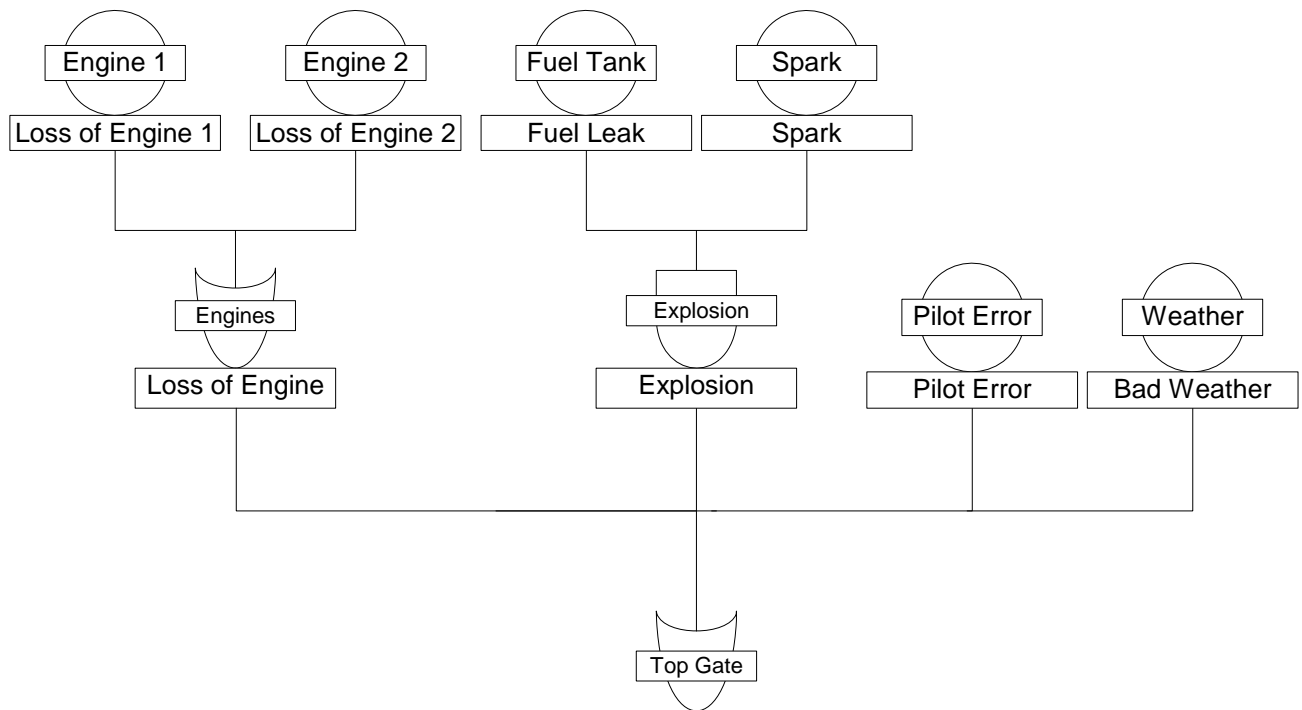 Engine 1
Engine 2
Fuel Tank
Spark
Loss of Engine 1
Loss of Engine 2
Fuel Leak
Spark
Engines
Explosion
Pilot Error
Weather
Loss of Engine
Explosion
Pilot Error
Bad Weather
Top Gate